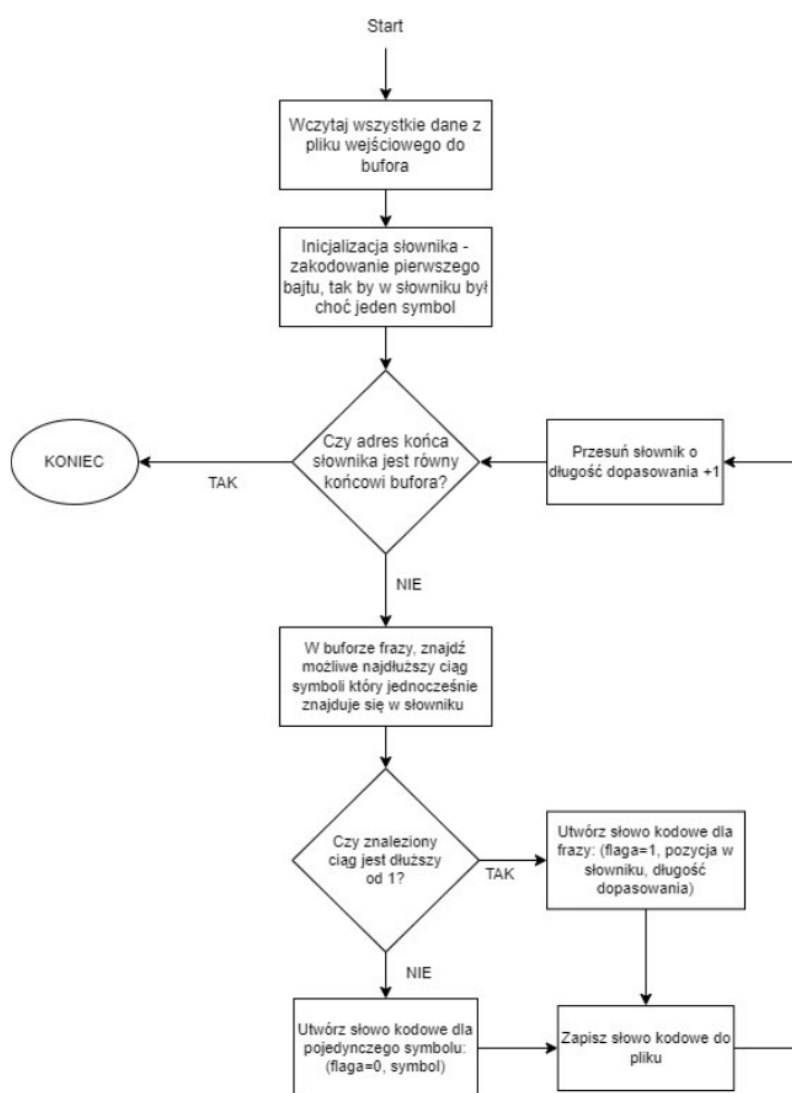 Start
Wczytaj wszystkie dane z
pliku wejściowego do
bufora
Inicjalizacja słownika -
zakodowanie pierwszego
bajtu, tak by w słowniku był
choć jeden symbol
Czy adres końca
słownika jest równy
końcowi bufora?
TAK
KONIEC
Przesuń słownik o
długość dopasowania +1
NIE
W buforze frazy, znajdź
możliwe najdłuższy ciąg
symboli który jednocześnie
znajduje się w słowniku
Czy znaleziony
ciąg jest dłuższy
od 1?
TAK
Utwórz słowo kodowe dla
frazy: (flaga=1, pozycja w
słowniku, długość
dopasowania)
NIE
Utwórz słowo kodowe dla
pojedynczego symbolu:
(flaga=0, symbol)
Zapisz słowo kodowe do
pliku